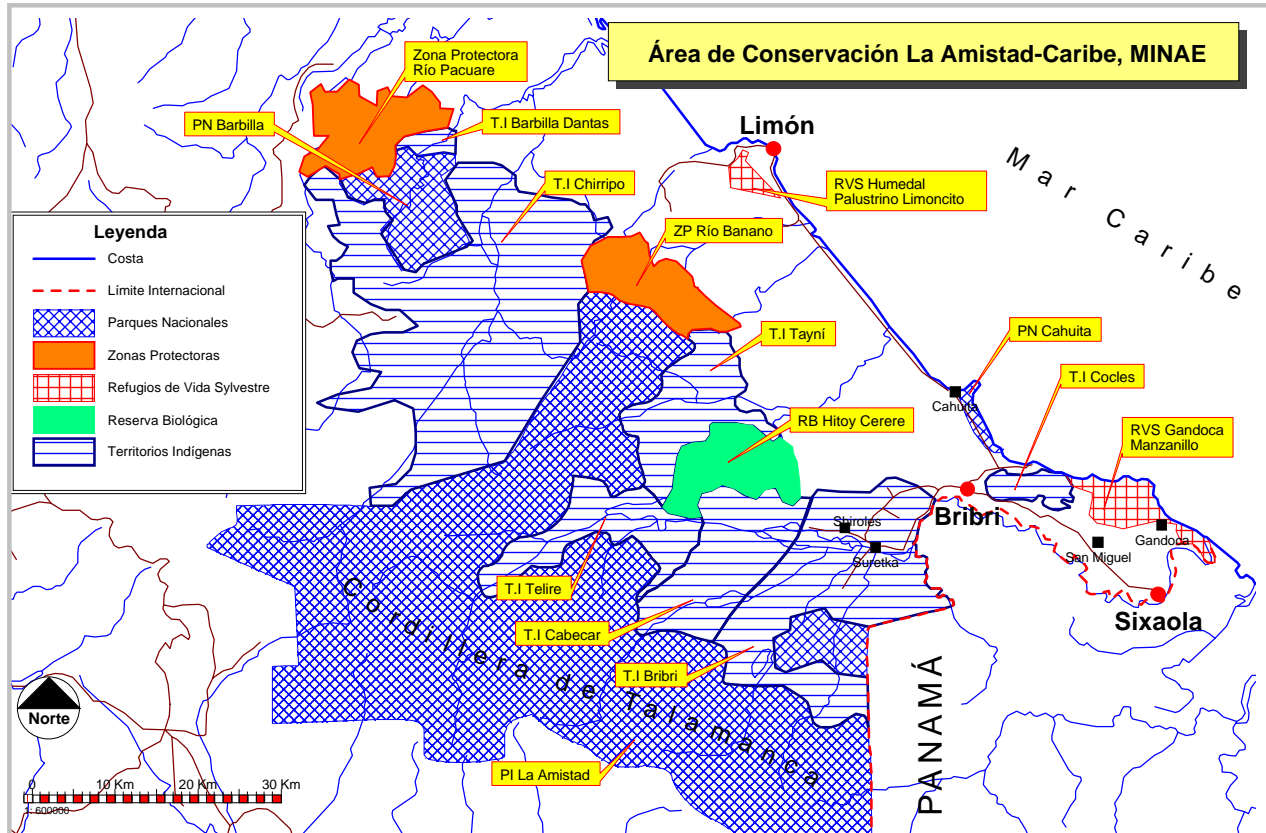 Área de Conservación La Amistad-Caribe, MINAE
Zona Protectora
Río Pacuare
PN Barbilla
T.I Barbilla Dantas
Limón
T.I Chirripo
RVS Humedal
Palustrino Limoncito
Mar Caribe
ZP Río Banano
Leyenda
Costa
Límite Internacional
Parques Nacionales
Zonas Protectoras
Refugios de Vida Sylvestre
Reserva Biológica
Territorios Indígenas
T.I Tayní
PN Cahuita
T.I Cocles
Cahuita
RB Hitoy Cerere
RVS Gandoca
Manzanillo
Bribri
Shiroles
Suretka
Gandoca
San Miguel
Sixaola
T.I Telire
T.I Cabecar
T.I Bribri
Cordillera de Talamanca
PI La Amistad
PANAMÁ
Norte
0 10 Km 20 Km 30 Km
1: 600000